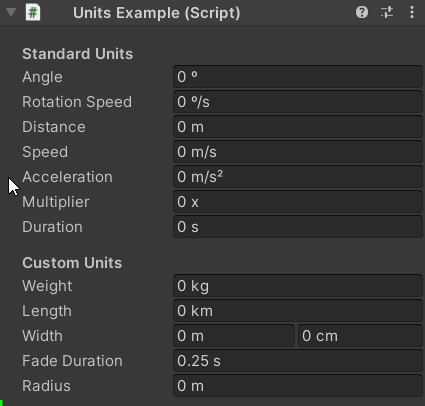 # Units Example (Script)
Standard Units
Angle 0 º
Rotation Speed 0 º/s
Distance 0 m
Speed 0 m/s
Acceleration 0 m/s²
Multiplier 0 x
Duration 0 s
Custom Units
Weight 0 kg
Length 0 km
Width 0 m 0 cm
Fade Duration 0.25 s
Radius 0 m